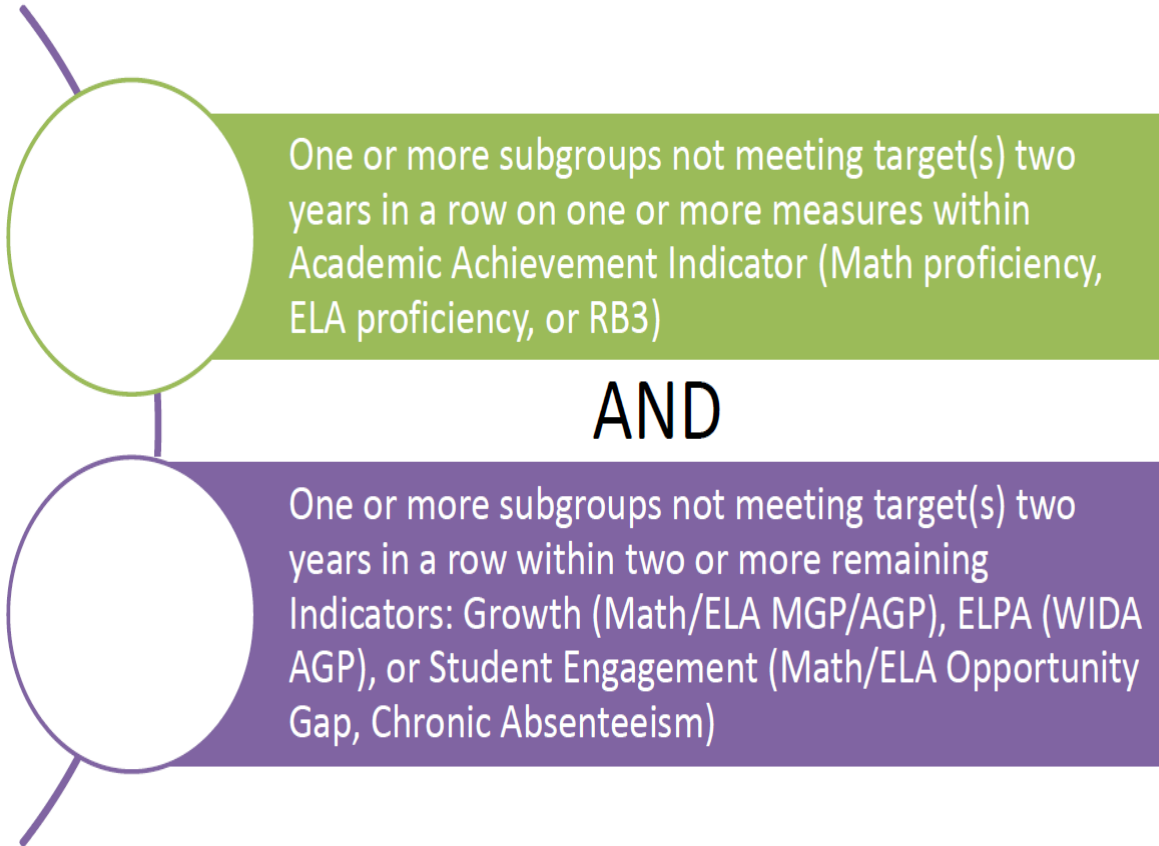 One or more subgroups not meeting target(s) two
years in a row on one or more measures within
Academic Achievement Indicator (Math proficiency,
ELA proficiency, or RB3)
AND
One or more subgroups not meeting target(s) two
years in a row within two or more remaining
Indicators: Growth (Math/ELA MGP/AGP), ELPA (WIDA
AGP), or Student Engagement (Math/ELA Opportunity
Gap, Chronic Absenteeism)